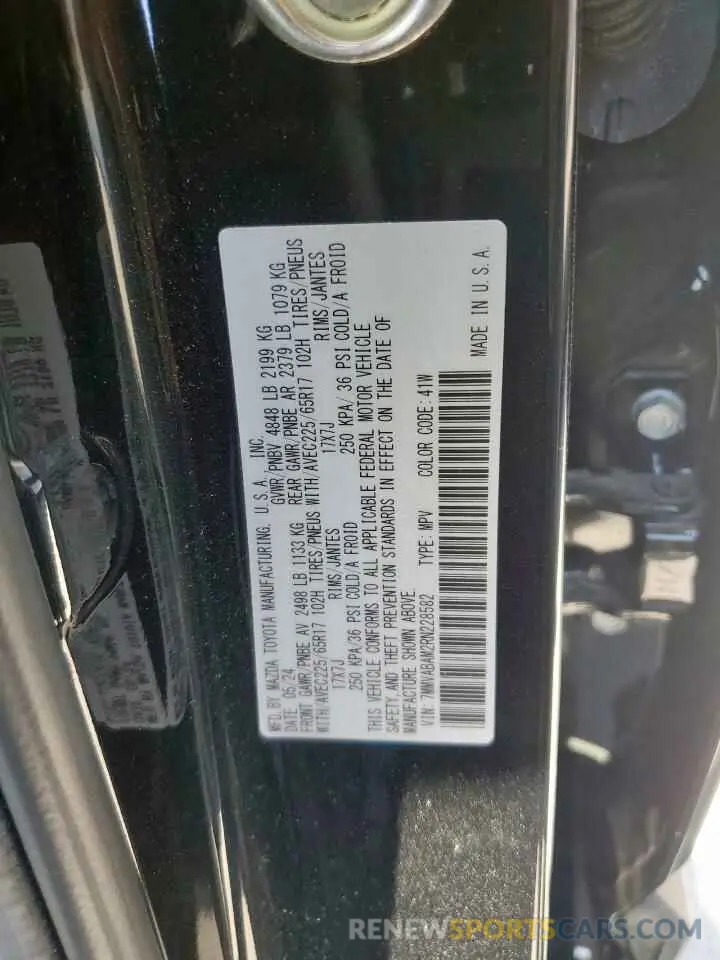 MFD. BY MAZDA TOYOTA MANUFACTURING, U.S.A., INC.
DATE 05/24 GVWR/PNBV 4848 LB 2199 KG
FRONT GAWR/PNBE AV 2498 LB 1133 KG REAR GAWR/PNBE AR 2379 LB 1079 KG
WITH/AVEC225/65R17 102H TIRES/PNEUS WITH/AVEC225/65R17 102H TIRES/PNEUS
17X7J RIMS/JANTES 17X7J RIMS/JANTES
250 KPA/36 PSI COLD/A FROID 250 KPA/ 36 PSI COLD/A FROID
THIS VEHICLE CONFORMS TO ALL APPLICABLE FEDERAL MOTOR VEHICLE
SAFETY, AND THEFT PREVENTION STANDARDS IN EFFECT ON THE DATE OF
MANUFACTURE SHOWN ABOVE.
VIN: 7MMVABAM2RN228582 TYPE: MPV COLOR CODE: 41W
MADE IN U.S.A.
RENEWSPORTSCARS.COM